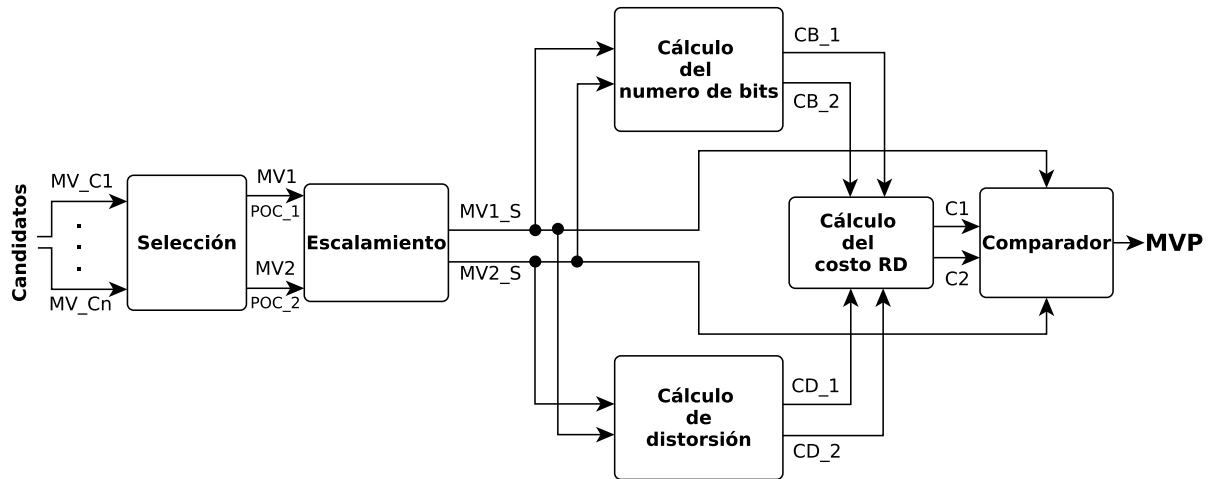 Candidatos
MV_C1
MV_Cn
Selección
MV1
POC_1
MV2
POC_2
Escalamiento
MV1_S
MV2_S
Cálculo
del
numero de bits
CB_1
CB_2
Cálculo
de
distorsión
CD_1
CD_2
Cálculo
del
costo RD
C1
C2
Comparador
MVP